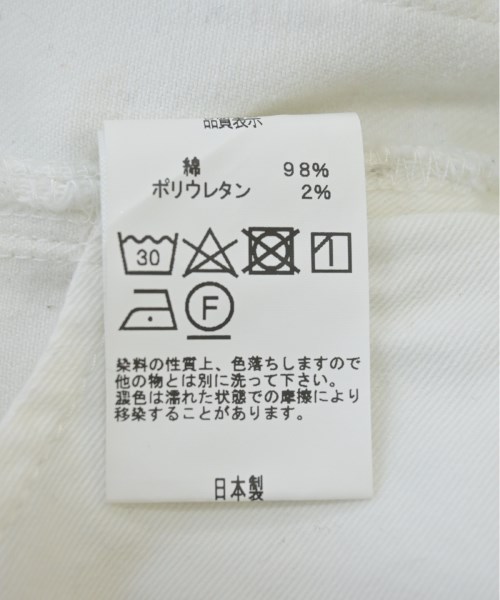 品質表示
綿 98%
ポリウレタン 2%
30
F
染料の性質上、色落ちしますので
他の物とは別に洗って下さい。
濃色は濡れた状態での摩擦により
移染することがあります。
日本製